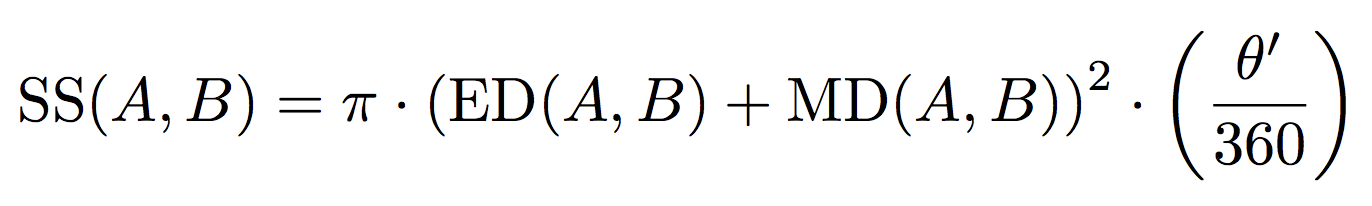 SS(A, B) = π · (ED(A, B) + MD(A, B))² · (θ′/360)